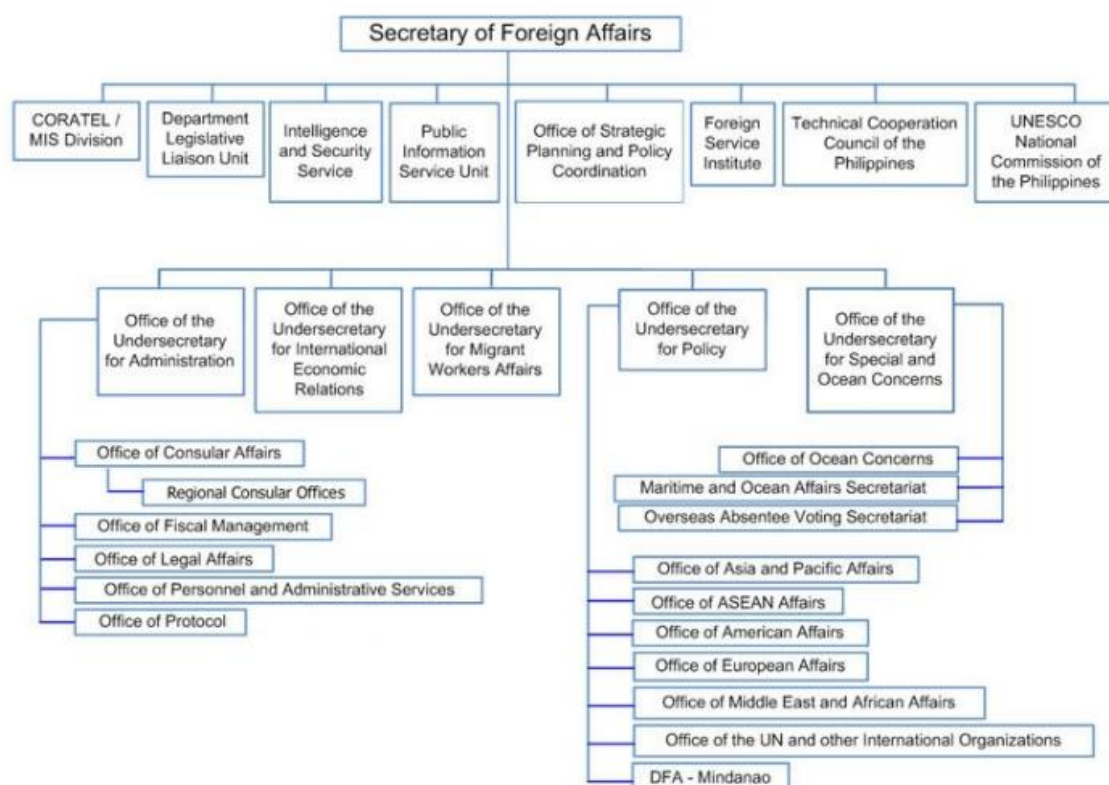 Secretary of Foreign Affairs
CORATEL /
MIS Division
Department
Legislative
Liaison Unit
Intelligence
and Security
Service
Public
Information
Service Unit
Office of Strategic
Planning and Policy
Coordination
Foreign
Service
Institute
Technical Cooperation
Council of the
Philippines
UNESCO
National
Commission of
the Philippines
Office of the
Undersecretary
for Administration
Office of the
Undersecretary
for International
Economic
Relations
Office of the
Undersecretary
for Migrant
Workers Affairs
Office of the
Undersecretary
for Policy
Office of the
Undersecretary
for Special and
Ocean Concerns
Office of Consular Affairs
Regional Consular Offices
Office of Fiscal Management
Office of Legal Affairs
Office of Personnel and Administrative Services
Office of Protocol
Office of Ocean Concerns
Maritime and Ocean Affairs Secretariat
Overseas Absentee Voting Secretariat
Office of Asia and Pacific Affairs
Office of ASEAN Affairs
Office of American Affairs
Office of European Affairs
Office of Middle East and African Affairs
Office of the UN and other International Organizations
DFA - Mindanao